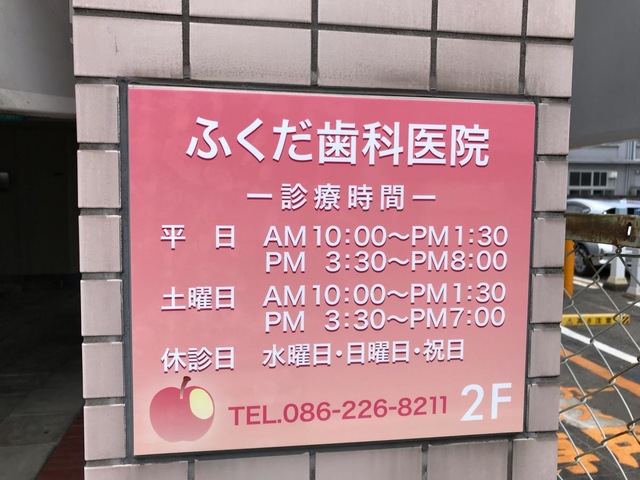 ふくだ歯科医院
ー診療時間ー
平 日 AM10:00〜PM1:30
PM 3:30〜PM8:00
土曜日 AM10:00〜PM1:30
PM 3:30〜PM7:00
休診日 水曜日・日曜日・祝日
TEL.086-226-8211 2F